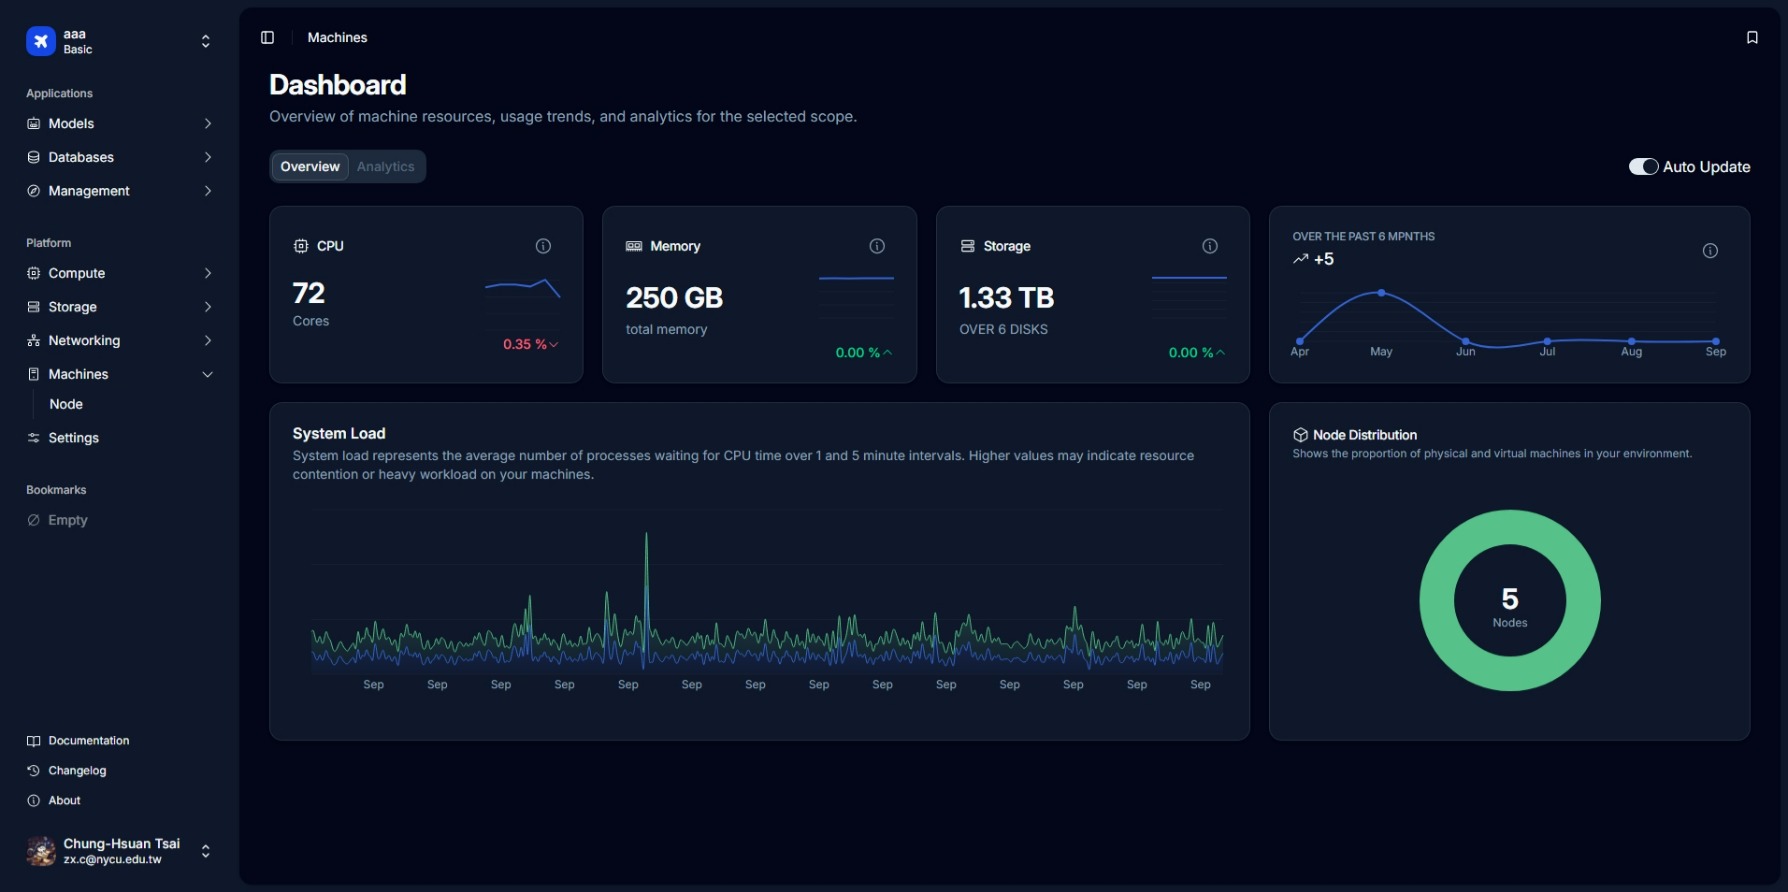 aaa
Basic
Applications
Models
Databases
Management
Platform
Compute
Storage
Networking
Machines
Node
Settings
Bookmarks
Empty
Documentation
Changelog
About
Chung-Hsuan Tsai
zx.c@nycu.edu.tw
Machines
Dashboard
Overview of machine resources, usage trends, and analytics for the selected scope.
Overview Analytics
Auto Update
CPU
72
Cores
0.35 %
Memory
250 GB
total memory
0.00 %
Storage
1.33 TB
OVER 6 DISKS
0.00 %
OVER THE PAST 6 MPNTHS
+5
Apr May Jun Jul Aug Sep
System Load
System load represents the average number of processes waiting for CPU time over 1 and 5 minute intervals. Higher values may indicate resource
contention or heavy workload on your machines.
Sep Sep Sep Sep Sep Sep Sep Sep Sep Sep Sep Sep Sep Sep
Node Distribution
Shows the proportion of physical and virtual machines in your environment.
5
Nodes